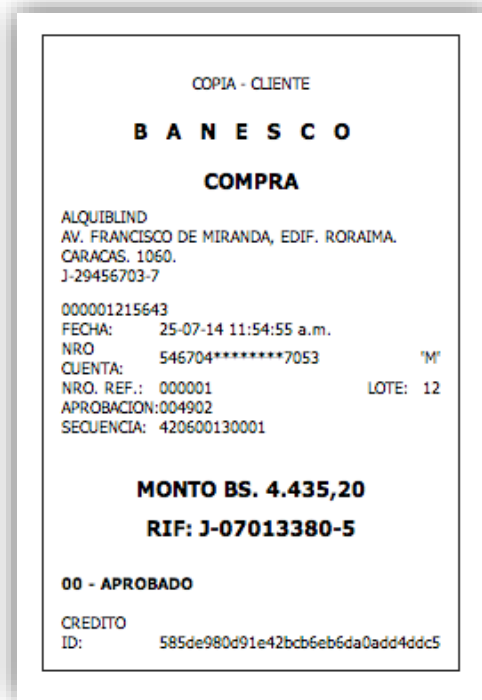 COPIA - CLIENTE
B A N E S C O
COMPRA
ALQUIBLIND
AV. FRANCISCO DE MIRANDA, EDIF. RORAIMA.
CARACAS. 1060.
J-29456703-7
000001215643
FECHA: 25-07-14 11:54:55 a.m.
NRO CUENTA: 546704********7053 "M"
NRO. REF.: 000001 LOTE: 12
APROBACION:004902
SECUENCIA: 420600130001
MONTO BS. 4.435,20
RIF: J-07013380-5
00 - APROBADO
CREDITO
ID: 585de980d91e42bcb6eb6da0add4ddc5